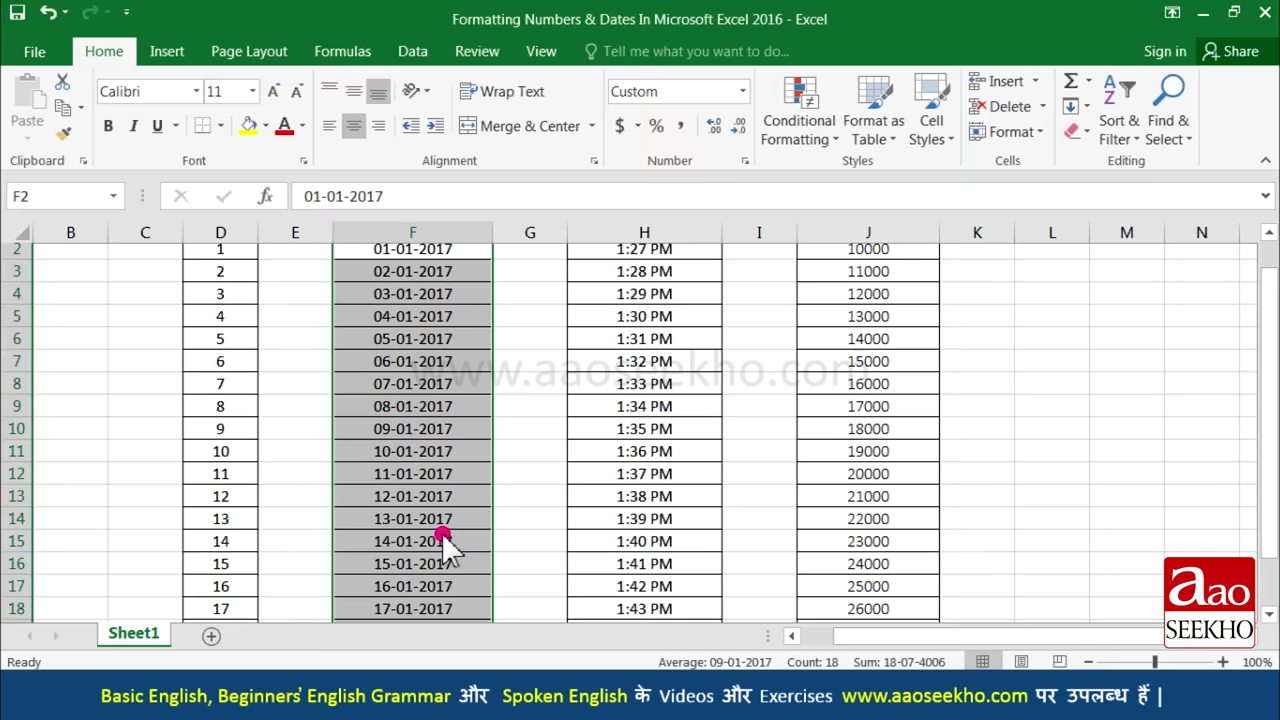 Formatting Numbers & Dates In Microsoft Excel 2016 - Excel
File Home Insert Page Layout Formulas Data Review View Tell me what you want to do... Sign in Share
Calibri 11 Wrap Text Custom Insert
Paste B I U Merge & Center $ % , Conditional Formatting Format as Table Cell Styles Delete Format Sort & Filter Find & Select
Clipboard Font Alignment Number Styles Cells Editing
F2 fx 01-01-2017
B C D E F G H I J K L M N
2 1 01-01-2017 1:27 PM 10000
3 2 02-01-2017 1:28 PM 11000
4 3 03-01-2017 1:29 PM 12000
5 4 04-01-2017 1:30 PM 13000
6 5 05-01-2017 1:31 PM 14000
7 6 06-01-2017 1:32 PM 15000
www.aaoseekho.com
8 7 07-01-2017 1:33 PM 16000
9 8 08-01-2017 1:34 PM 17000
10 9 09-01-2017 1:35 PM 18000
11 10 10-01-2017 1:36 PM 19000
12 11 11-01-2017 1:37 PM 20000
13 12 12-01-2017 1:38 PM 21000
14 13 13-01-2017 1:39 PM 22000
15 14 14-01-2017 1:40 PM 23000
16 15 15-01-2017 1:41 PM 24000
17 16 16-01-2017 1:42 PM 25000
18 17 17-01-2017 1:43 PM 26000
aao
SEEKHO
Sheet1
Ready Average: 09-01-2017 Count: 18 Sum: 18-07-4006 100%
Basic English, Beginners' English Grammar और Spoken English के Videos और Exercises www.aaoseekho.com पर उपलब्ध हैं |